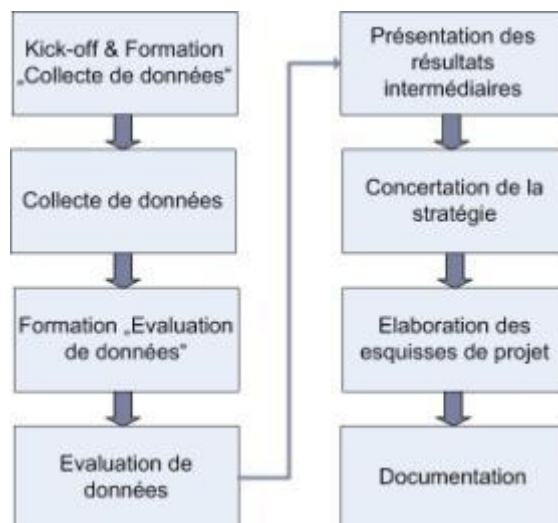 Kick-off & Formation
„Collecte de données“
Collecte de données
Formation „Evaluation
de données“
Evaluation de
données
Présentation des
résultats
intermédiaires
Concertation de la
stratégie
Elaboration des
esquisses de projet
Documentation